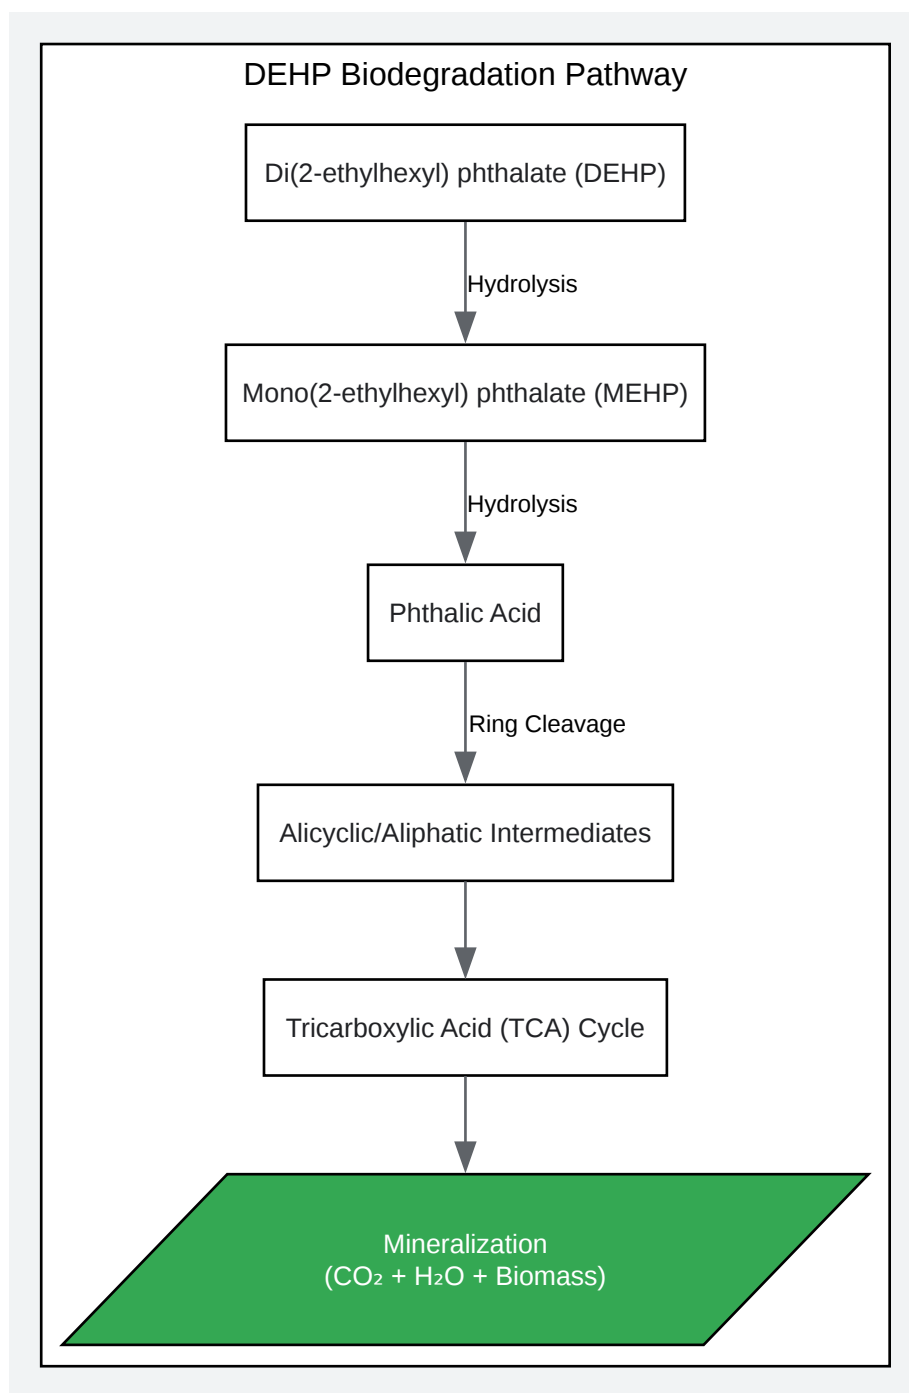 DEHP Biodegradation Pathway
Di(2-ethylhexyl) phthalate (DEHP)
Hydrolysis
Mono(2-ethylhexyl) phthalate (MEHP)
Hydrolysis
Phthalic Acid
Ring Cleavage
Alicyclic/Aliphatic Intermediates
Tricarboxylic Acid (TCA) Cycle
Mineralization
(CO₂ + H₂O + Biomass)